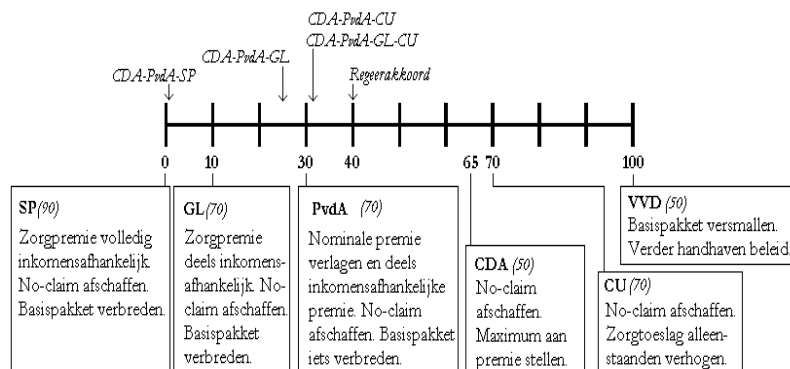 CDA-PvdA-CU
CDA-PvdA-GL-CU
CDA-PvdA-GL
CDA-PvdA-SP
Regeerakkoord
0 10 30 40 65 70 100
SP (90)
Zorgpremie volledig
inkomensafhankelijk.
No-claim afschaffen.
Basispakket verbreden.
GL (70)
Zorgpremie
deels inkomens-
afhankelijk. No-
claim afschaffen.
Basispakket
verbreden.
PvdA (70)
Nominale premie
verlagen en deels
inkomensafhankelijke
premie. No-claim
afschaffen. Basispakket
iets verbreden.
CDA (50)
No-claim
afschaffen.
Maximum aan
premie stellen.
CU (70)
No-claim afschaffen.
Zorgtoeslag alleen-
staanden verhogen.
VVD (50)
Basispakket versmallen.
Verder handhaven beleid.